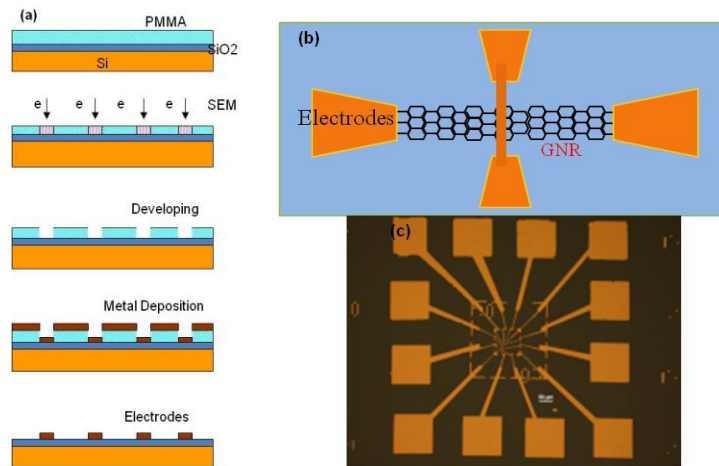 (a)
PMMA
SiO2
Si
e e e e SEM
Developing
Metal Deposition
Electrodes
(b)
Electrodes
GNR
(c)